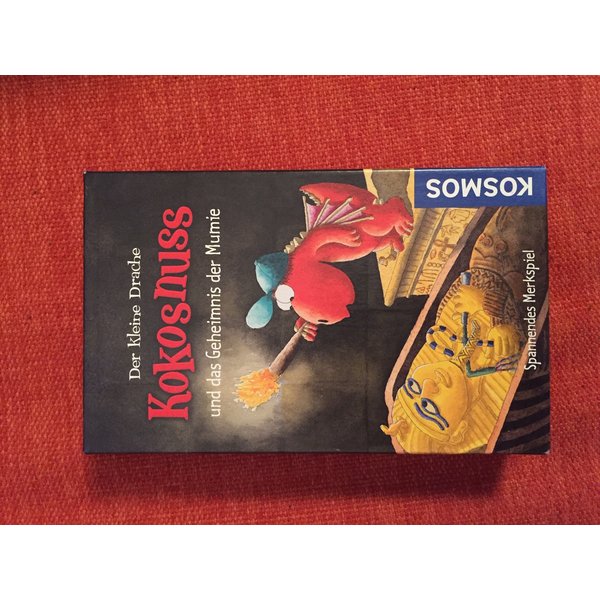 Der kleine Drache
Kokosnuss
und das Geheimnis der Mumie
Spannendes Merkspiel
KOSMOS